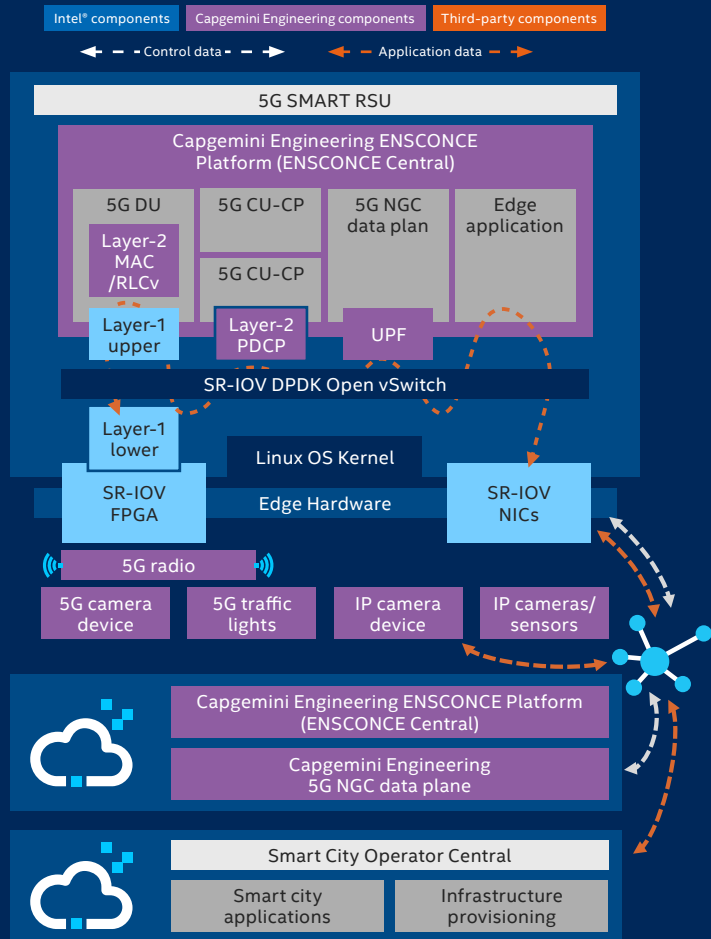 Intel® components
Capgemini Engineering components
Third-party components
Control data
Application data
5G SMART RSU
Capgemini Engineering ENSCONCE
Platform (ENSCONCE Central)
5G DU
5G CU-CP
5G NGC
data plan
Edge
application
Layer-2
MAC
/RLCv
5G CU-CP
Layer-1
upper
Layer-2
PDCP
UPF
SR-IOV DPDK Open vSwitch
Layer-1
lower
Linux OS Kernel
SR-IOV
FPGA
Edge Hardware
SR-IOV
NICs
5G radio
5G camera
device
5G traffic
lights
IP camera
device
IP cameras/
sensors
Capgemini Engineering ENSCONCE Platform
(ENSCONCE Central)
Capgemini Engineering
5G NGC data plane
Smart City Operator Central
Smart city
applications
Infrastructure
provisioning